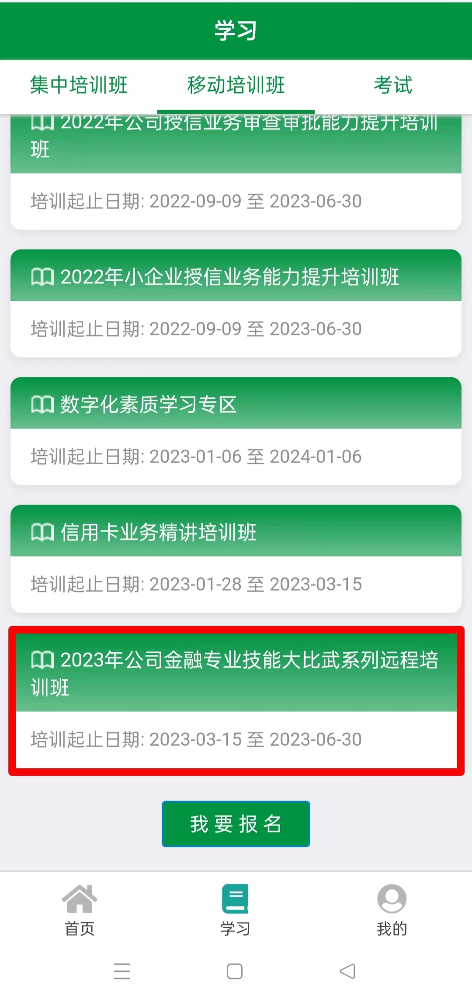 学习
集中培训班 移动培训班 考试
2022年公司授信业务审查审批能力提升培训
班
培训起止日期: 2022-09-09 至 2023-06-30
2022年小企业授信业务能力提升培训班
培训起止日期: 2022-09-09 至 2023-06-30
数字化素质学习专区
培训起止日期: 2023-01-06 至 2024-01-06
信用卡业务精讲培训班
培训起止日期: 2023-01-28 至 2023-03-15
2023年公司金融专业技能大比武系列远程培
训班
培训起止日期: 2023-03-15 至 2023-06-30
我要报名
首页 学习 我的